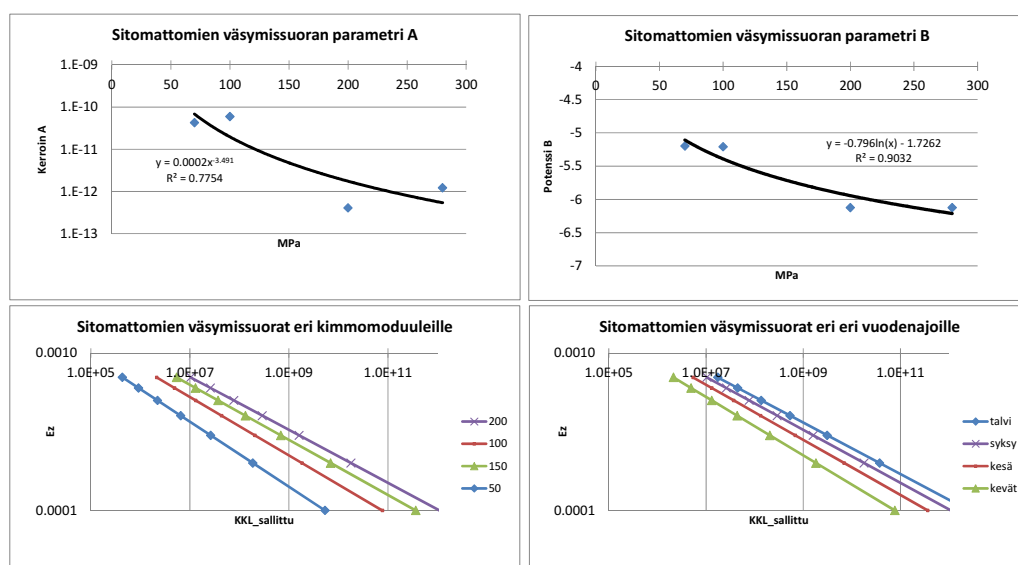 Sitomattomien väsymissuoran parametri A
1.E-09
1.E-10
1.E-11
1.E-12
1.E-13
0 50 100 150 200 250 300
Kerroin A
y = 0.0002x^-3.491
R² = 0.7754
MPa
Sitomattomien väsymissuoran parametri B
-4
-4.5
-5
-5.5
-6
-6.5
-7
0 50 100 150 200 250 300
Potenssi B
y = -0.796ln(x) - 1.7262
R² = 0.9032
MPa
Sitomattomien väsymissuorat eri kimmomoduuleille
0.0010
1.0E+05 1.0E+07 1.0E+09 1.0E+11
Ez
0.0001
KKL_sallittu
200
100
150
50
Sitomattomien väsymissuorat eri eri vuodenajoille
0.0010
1.0E+05 1.0E+07 1.0E+09 1.0E+11
Ez
0.0001
KKL_sallittu
talvi
syksy
kesä
kevät